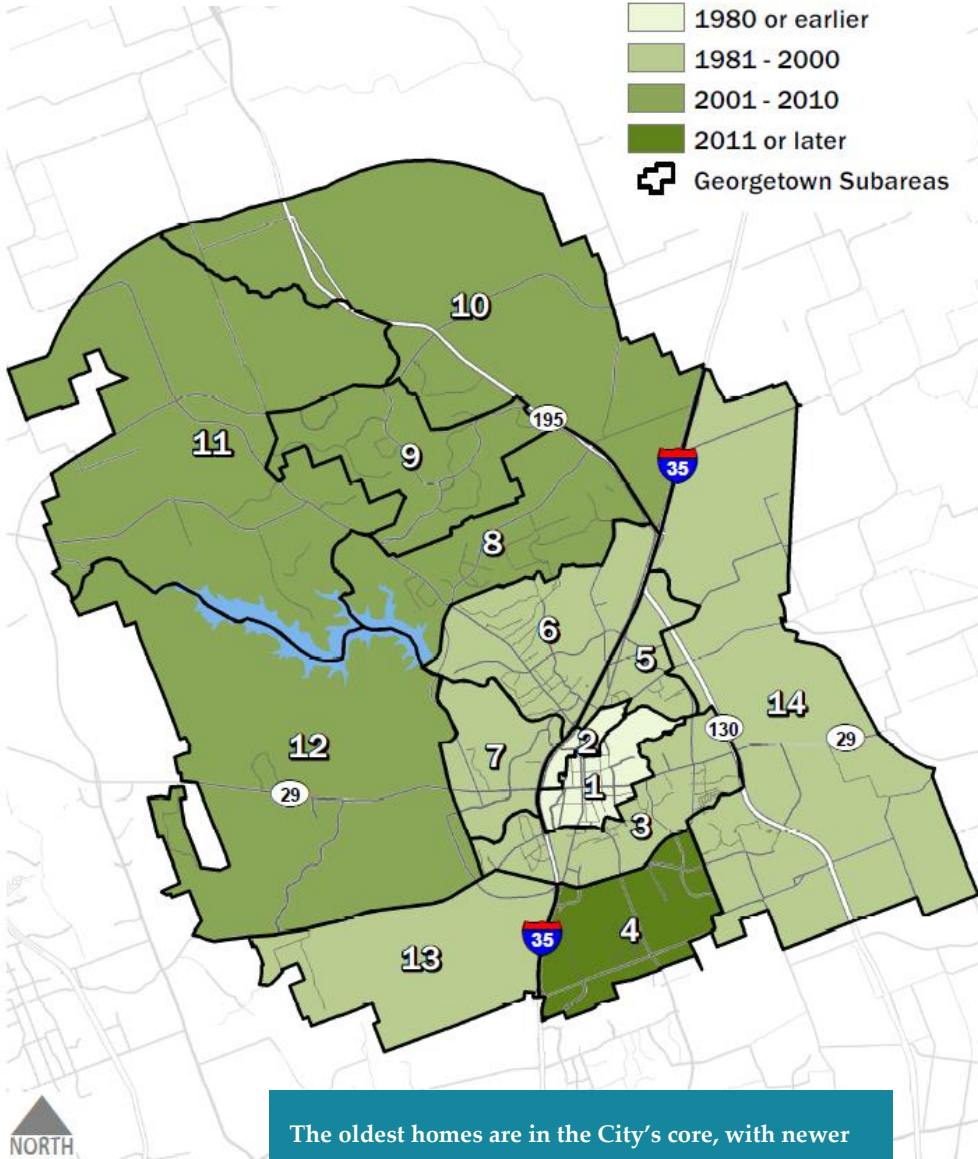 1980 or earlier
1981 - 2000
2001 - 2010
2011 or later
Georgetown Subareas
10
195
11
9
35
8
6
5
14
2
130
12
7
29
29
1
3
4
35
13
NORTH
The oldest homes are in the City's core, with newer